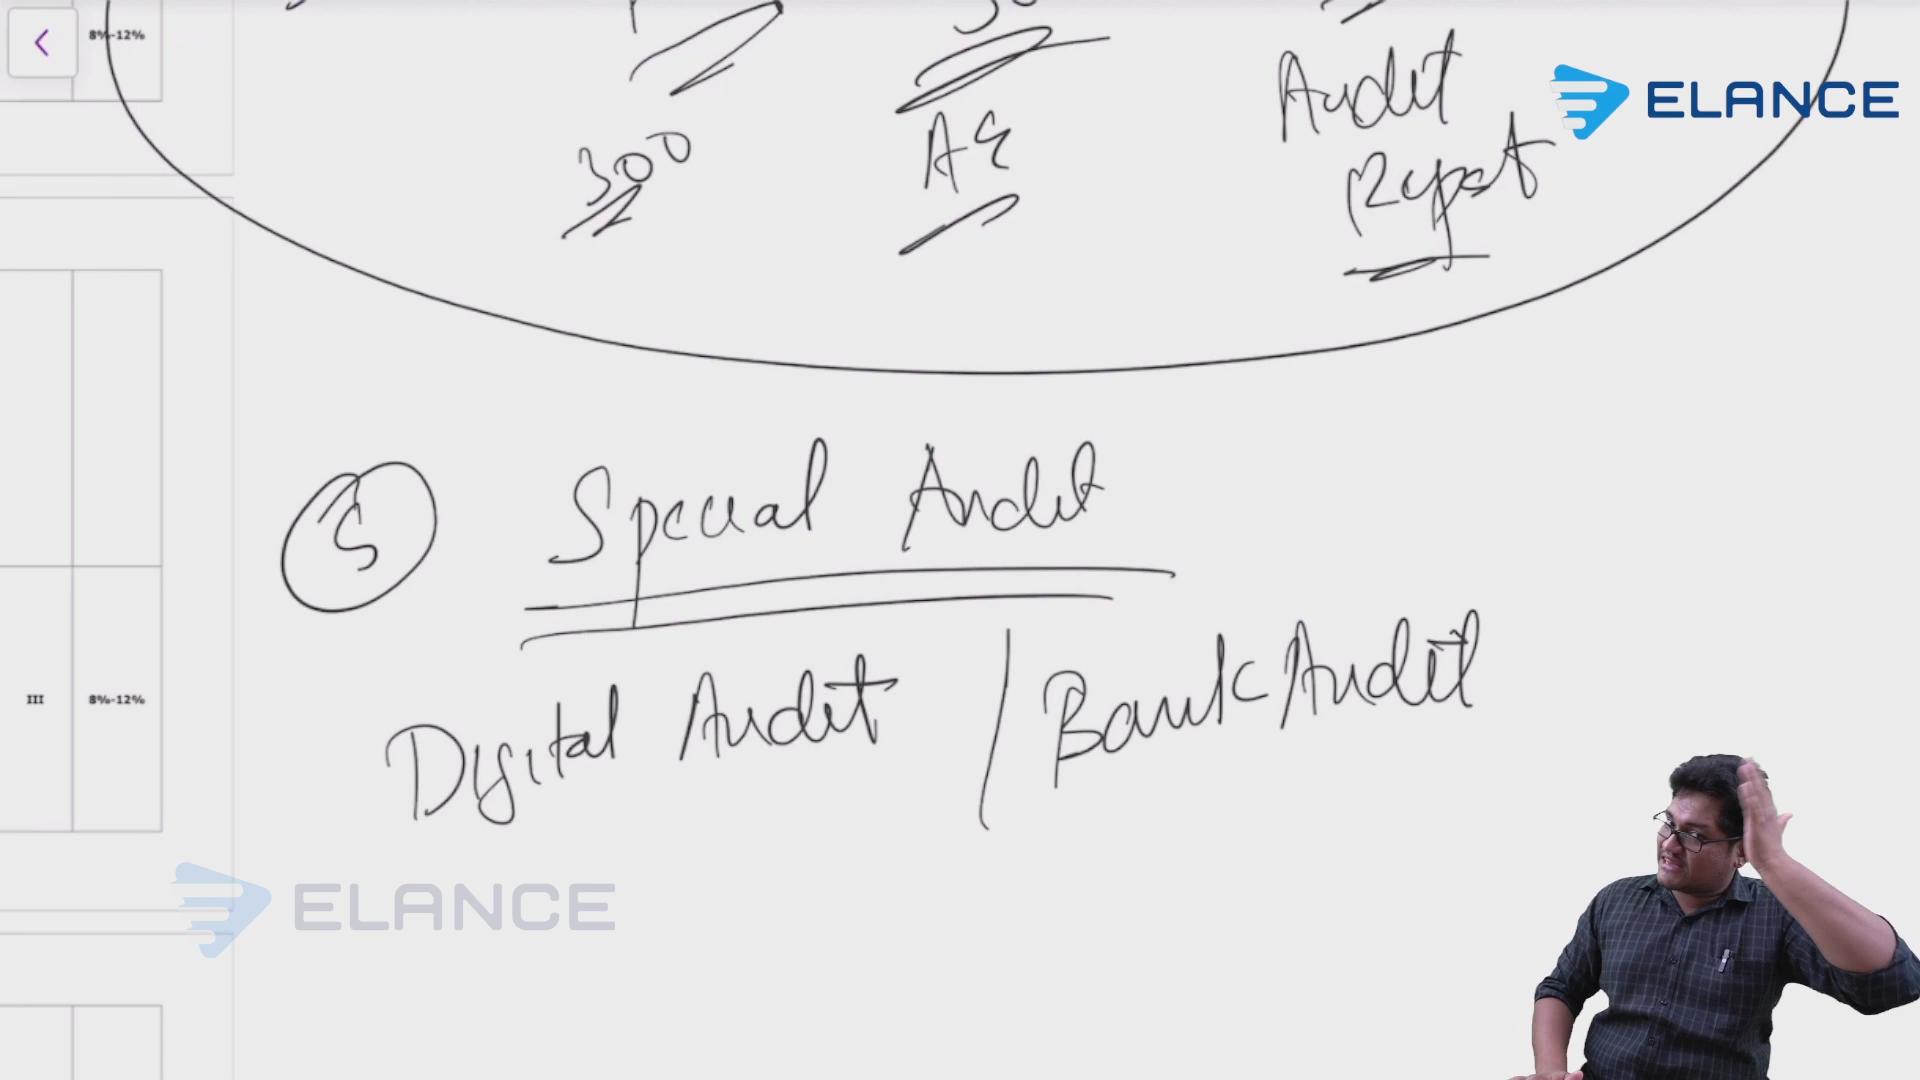 8%-12%
ELANCE
Audit
Report
300
AE
5 Special Audit
Digital Audit / Bank Audit
III 8%-12%
ELANCE